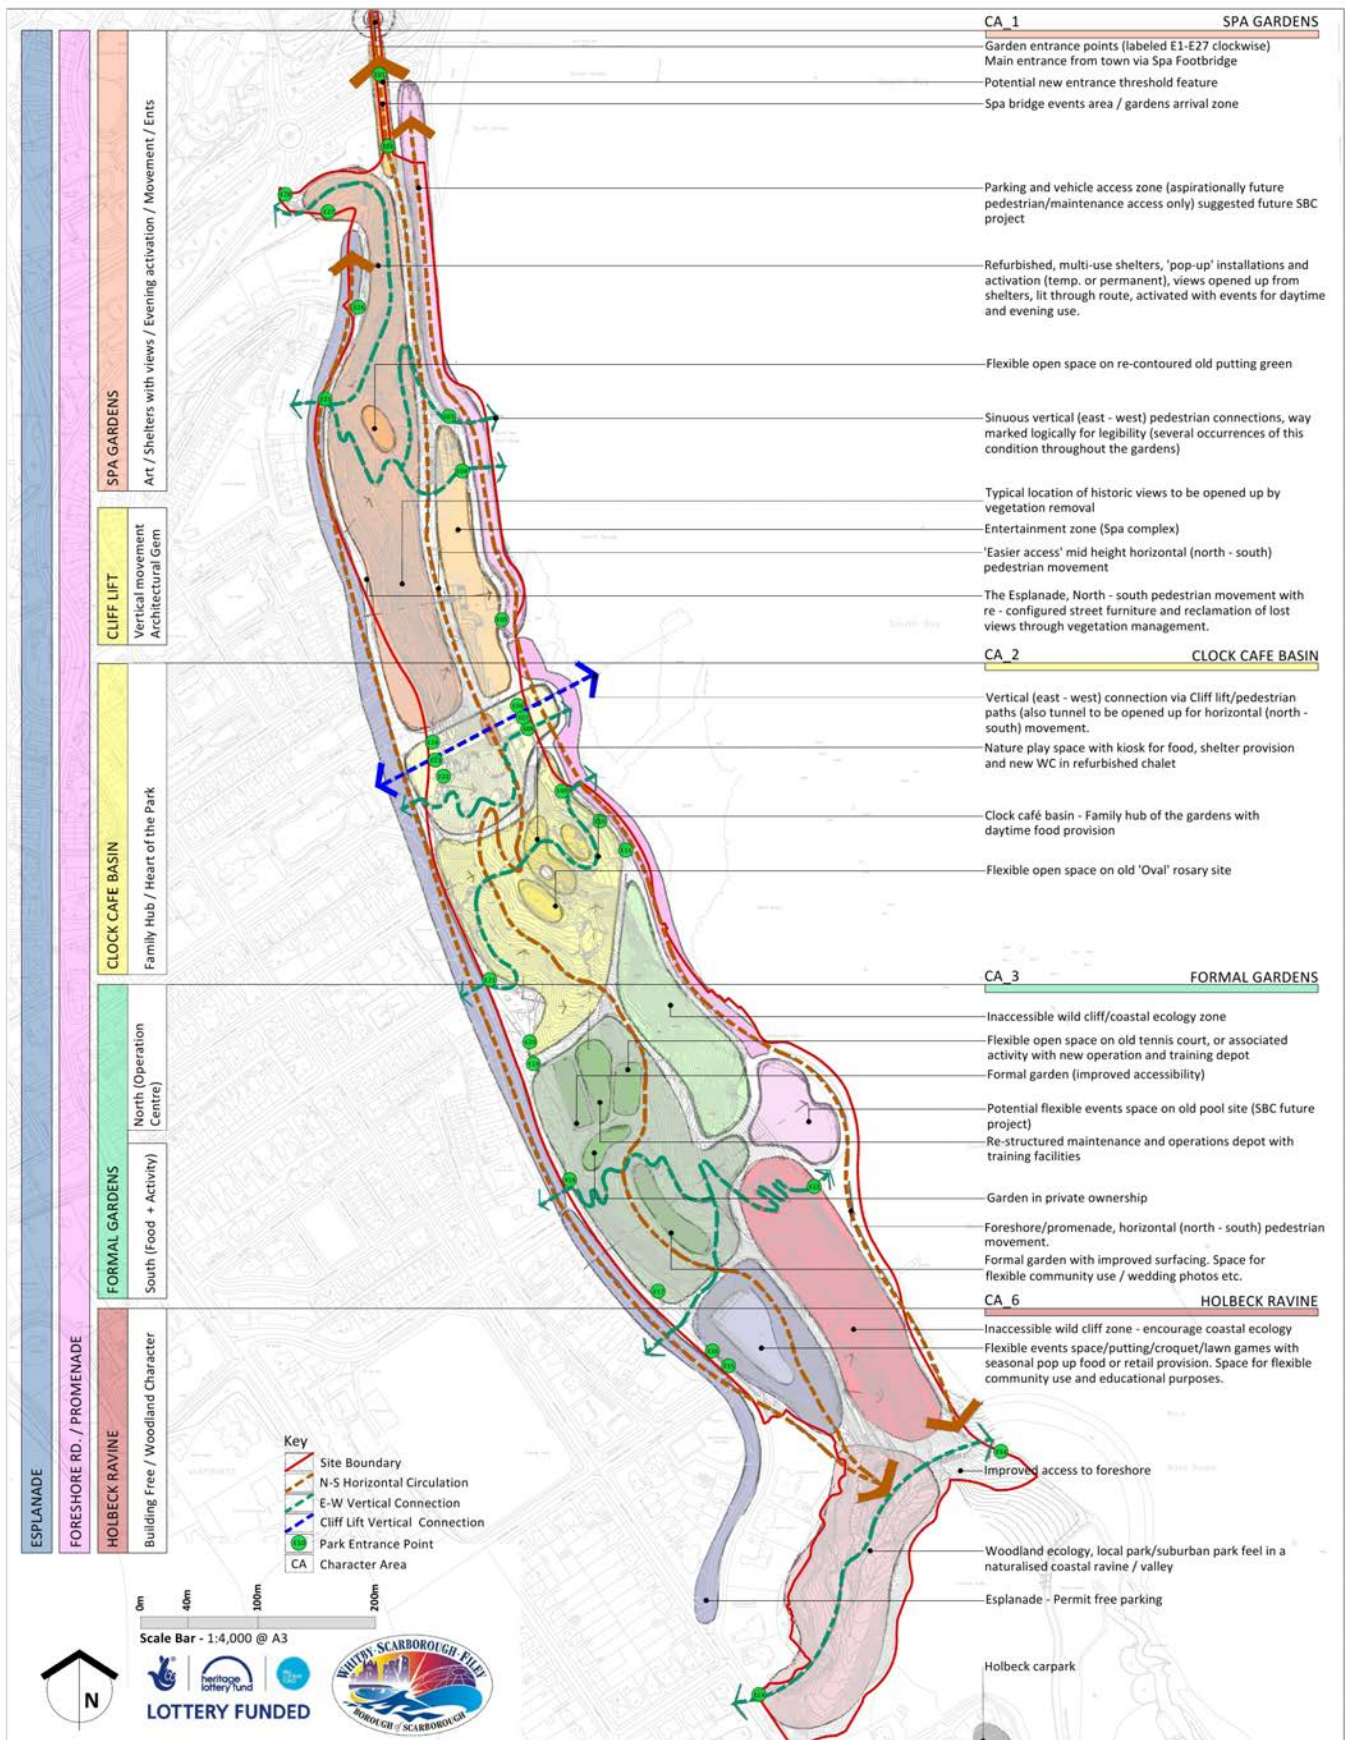 CA_1 SPA GARDENS
Garden entrance points (labeled E1-E27 clockwise)
Main entrance from town via Spa Footbridge
Potential new entrance threshold feature
Spa bridge events area / gardens arrival zone
Parking and vehicle access zone (aspirationally future
pedestrian/maintenance access only) suggested future SBC
project
Refurbished, multi-use shelters, 'pop-up' installations and
activation (temp. or permanent), views opened up from
shelters, lit through route, activated with events for daytime
and evening use.
Flexible open space on re-contoured old putting green
Sinuous vertical (east - west) pedestrian connections, way
marked logically for legibility (several occurrences of this
condition throughout the gardens)
Typical location of historic views to be opened up by
vegetation removal
Entertainment zone (Spa complex)
'Easier access' mid height horizontal (north - south)
pedestrian movement
The Esplanade, North - south pedestrian movement with
re - configured street furniture and reclamation of lost
views through vegetation management.
CA_2 CLOCK CAFE BASIN
Vertical (east - west) connection via Cliff lift/pedestrian
paths (also tunnel to be opened up for horizontal (north -
south) movement.
Nature play space with kiosk for food, shelter provision
and new WC in refurbished chalet
Clock café basin - Family hub of the gardens with
daytime food provision
Flexible open space on old 'Oval' rosary site
CA_3 FORMAL GARDENS
Inaccessible wild cliff/coastal ecology zone
Flexible open space on old tennis court, or associated
activity with new operation and training depot
Formal garden (improved accessibility)
Potential flexible events space on old pool site (SBC future
project)
Re-structured maintenance and operations depot with
training facilities
Garden in private ownership
Foreshore/promenade, horizontal (north - south) pedestrian
movement.
Formal garden with improved surfacing. Space for
flexible community use / wedding photos etc.
CA_6 HOLBECK RAVINE
Inaccessible wild cliff zone - encourage coastal ecology
Flexible events space/putting/croquet/lawn games with
seasonal pop up food or retail provision. Space for flexible
community use and educational purposes.
Improved access to foreshore
Woodland ecology, local park/suburban park feel in a
naturalised coastal ravine / valley
Esplanade - Permit free parking
Holbeck carpark
ESPLANADE
FORESHORE RD. / PROMENADE
SPA GARDENS
Art / Shelters with views / Evening activation / Movement / Ents
CLIFF LIFT
Vertical movement
Architectural Gem
CLOCK CAFE BASIN
Family Hub / Heart of the Park
FORMAL GARDENS
North (Operation
Centre)
South (Food + Activity)
HOLBECK RAVINE
Building Free / Woodland Character
Key
Site Boundary
N-S Horizontal Circulation
E-W Vertical Connection
Cliff Lift Vertical Connection
E10 Park Entrance Point
CA Character Area
0m 40m 100m 200m
Scale Bar - 1:4,000 @ A3
N
heritage
lottery fund
LOTTERY FUNDED
WHITBY·SCARBOROUGH·FILEY
BOROUGH of SCARBOROUGH